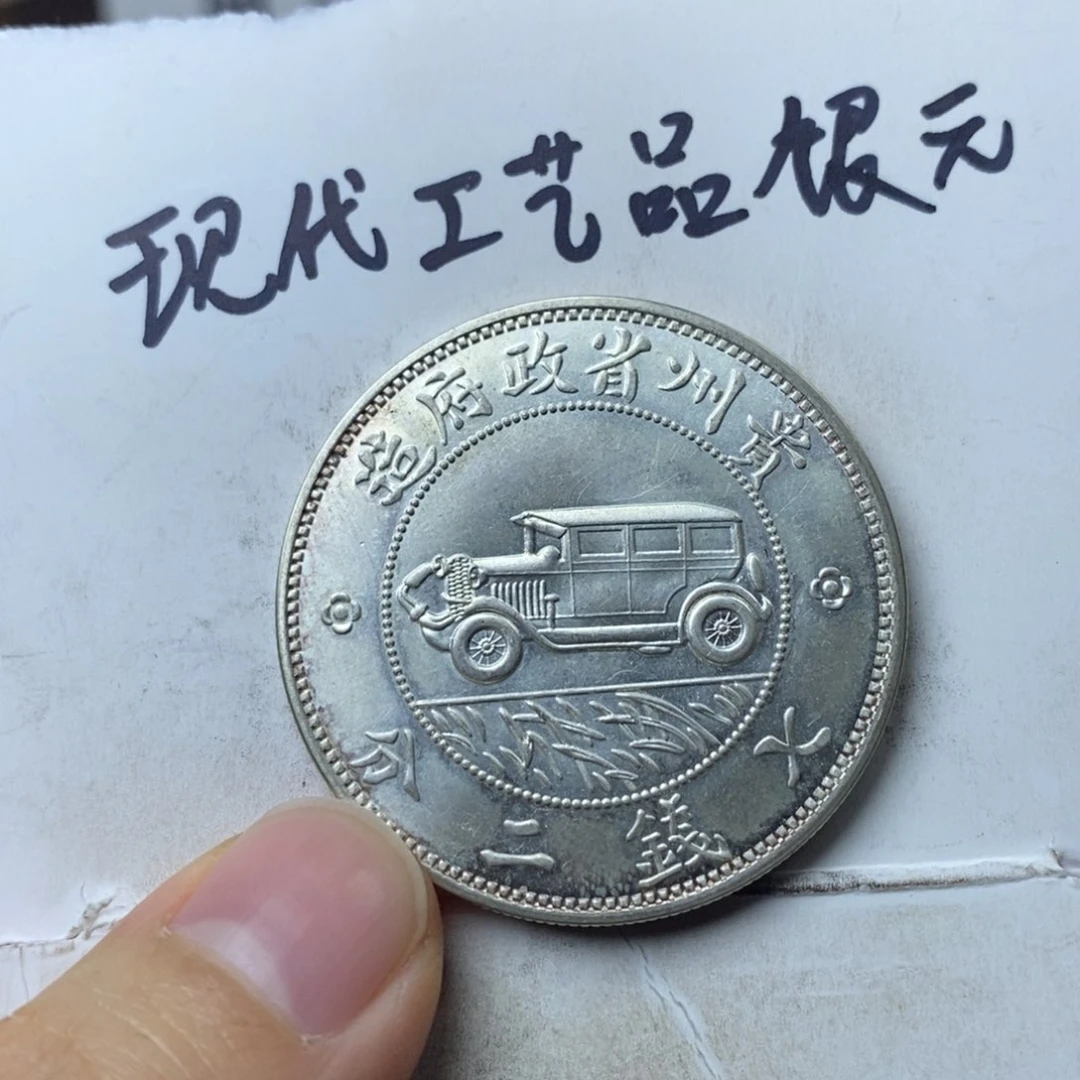 现代工艺品银元
貴州省政府造
七錢二分